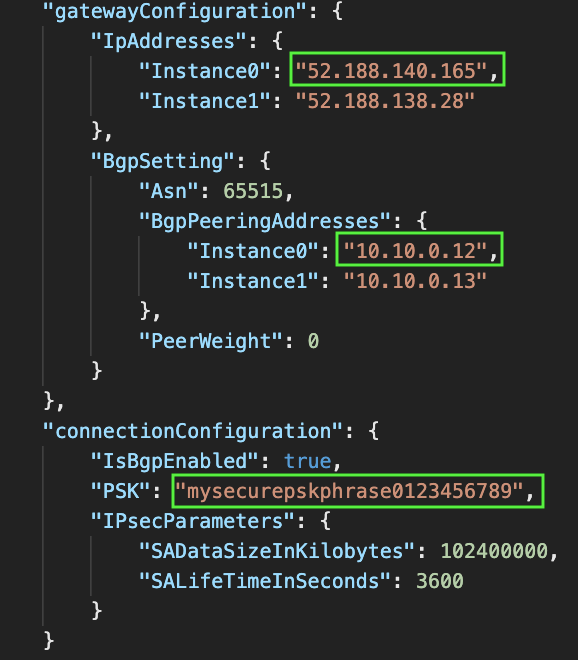 "gatewayConfiguration": {
"IpAddresses": {
"Instance0": "52.188.140.165",
"Instance1": "52.188.138.28"
},
"BgpSetting": {
"Asn": 65515,
"BgpPeeringAddresses": {
"Instance0": "10.10.0.12",
"Instance1": "10.10.0.13"
},
"PeerWeight": 0
}
},
"connectionConfiguration": {
"IsBgpEnabled": true,
"PSK": "mysecurepskphrase0123456789",
"IPsecParameters": {
"SADataSizeInKilobytes": 102400000,
"SALifeTimeInSeconds": 3600
}
}